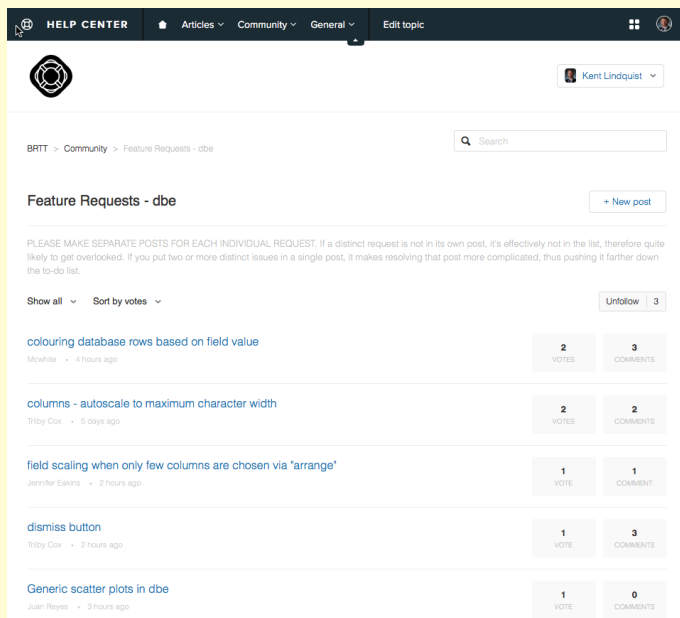 HELP CENTER Articles Community General Edit topic
Kent Lindquist
BRTT > Community > Feature Requests - dbe
Search
Feature Requests - dbe
+ New post
PLEASE MAKE SEPARATE POSTS FOR EACH INDIVIDUAL REQUEST. If a distinct request is not in its own post, it's effectively not in the list, therefore quite
likely to get overlooked. If you put two or more distinct issues in a single post, it makes resolving that post more complicated, thus pushing it farther down
the to-do list.
Show all Sort by votes
Unfollow 3
colouring database rows based on field value
Mcwhite • 4 hours ago
2 3
VOTES COMMENTS
columns - autoscale to maximum character width
Trilby Cox • 5 days ago
2 2
VOTES COMMENTS
field scaling when only few columns are chosen via "arrange"
Jennifer Eakins • 2 hours ago
1 1
VOTE COMMENT
dismiss button
Trilby Cox • 2 hours ago
1 3
VOTE COMMENTS
Generic scatter plots in dbe
Juan Reyes • 3 hours ago
1 0
VOTE COMMENTS